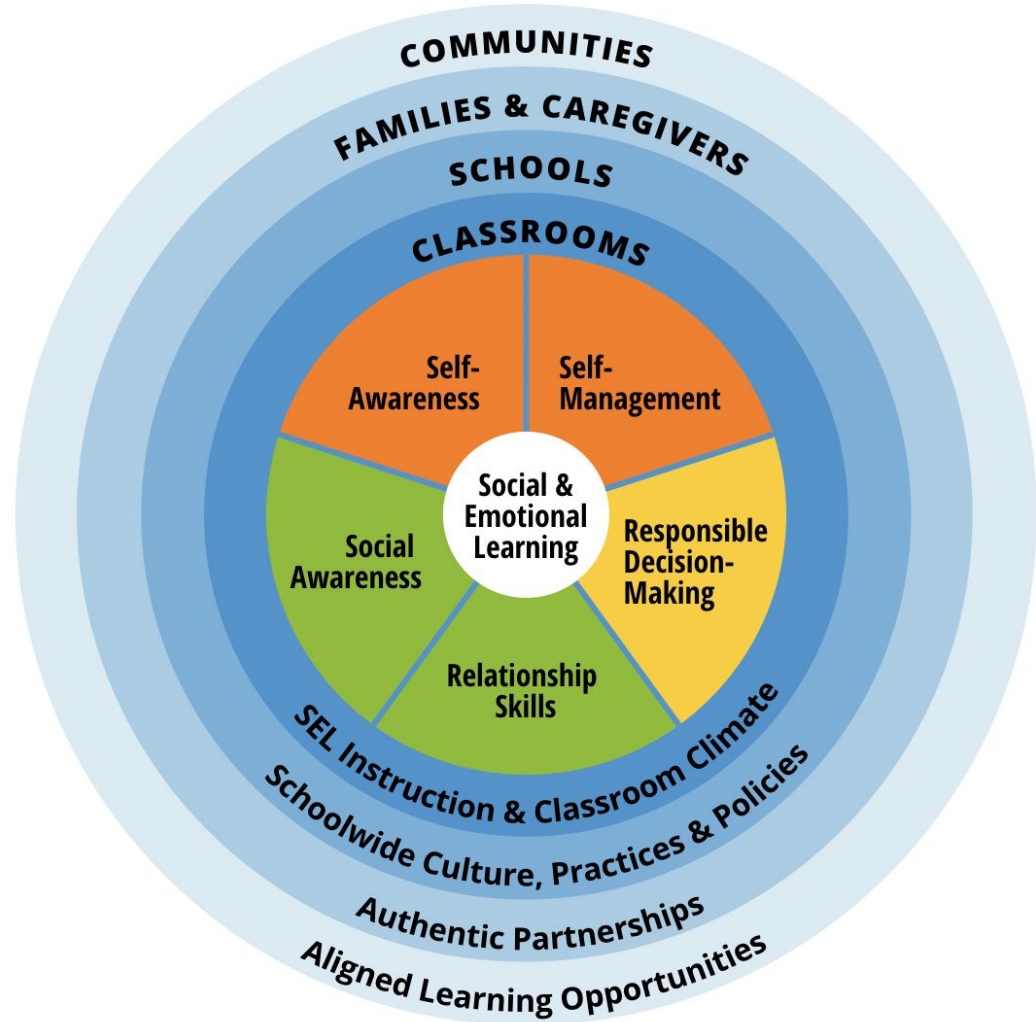 COMMUNITIES
FAMILIES & CAREGIVERS
SCHOOLS
CLASSROOMS
Self-
Awareness
Self-
Management
Social &
Emotional
Learning
Social
Awareness
Responsible
Decision-
Making
Relationship
Skills
SEL Instruction & Classroom Climate
Schoolwide Culture, Practices & Policies
Authentic Partnerships
Aligned Learning Opportunities